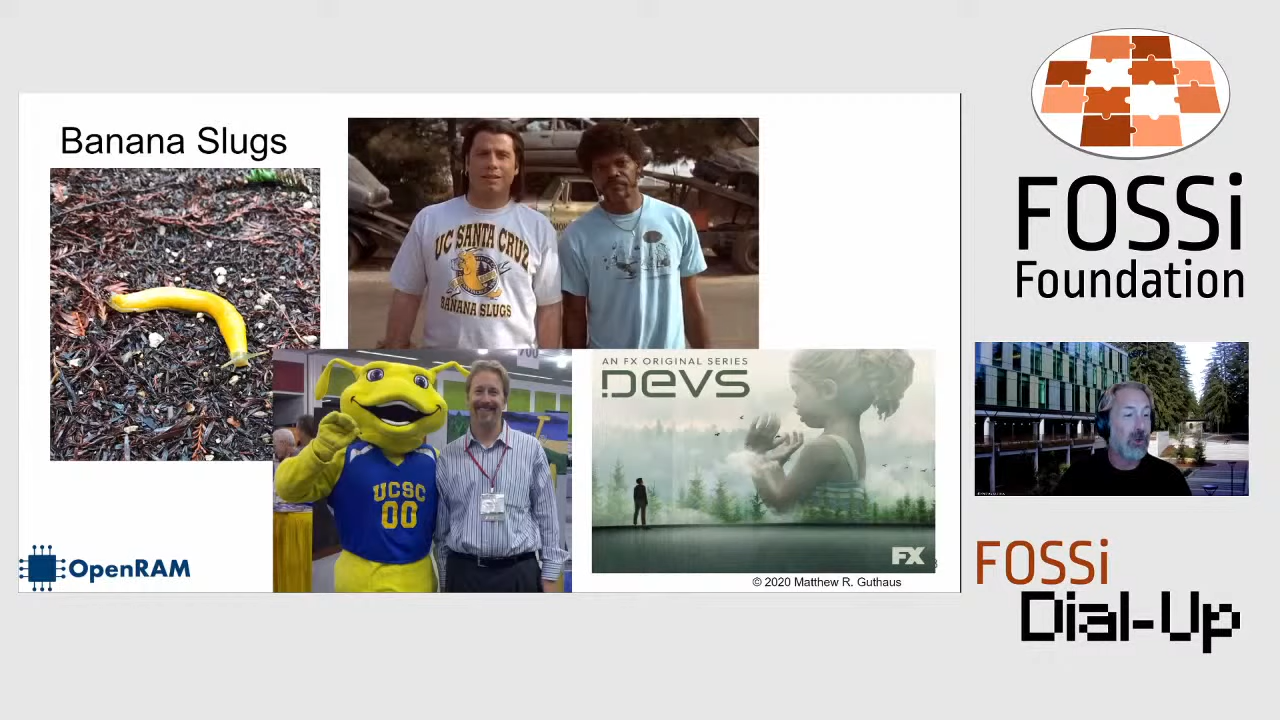 Banana Slugs
UC SANTA CRUZ
BANANA SLUGS
UCSC
00
AN FX ORIGINAL SERIES
DEVS
FX
OpenRAM
© 2020 Matthew R. Guthaus
FOSSi
Foundation
FOSSi
Dial-Up